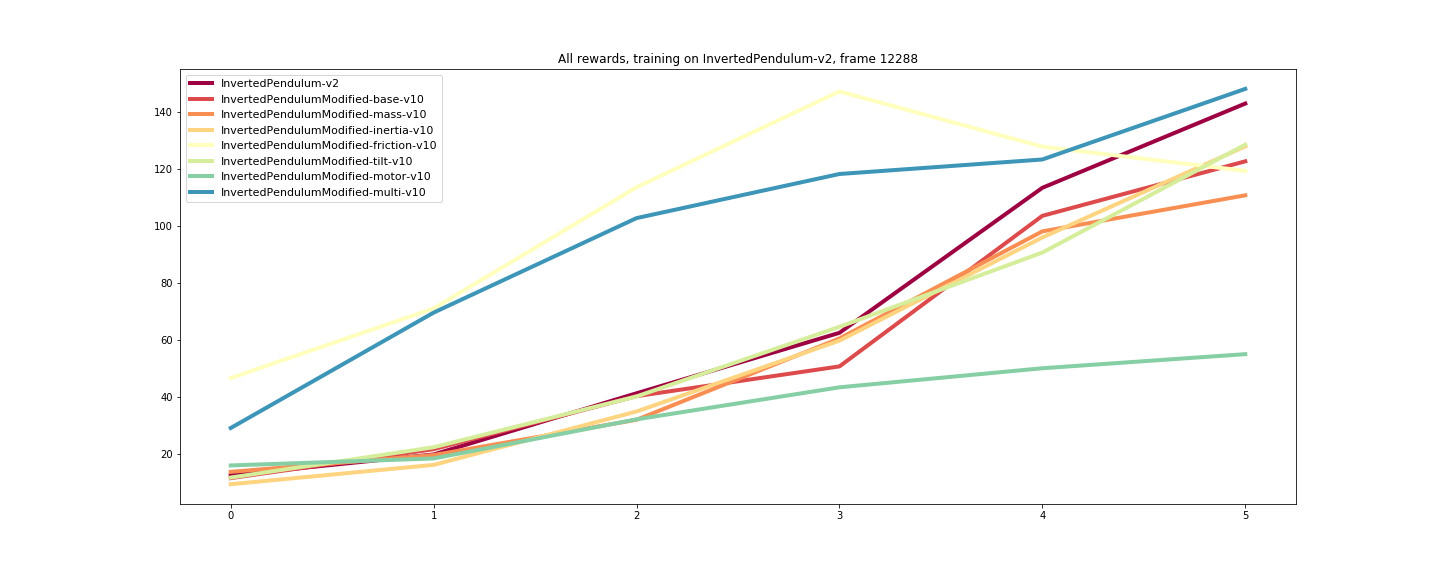 All rewards, training on InvertedPendulum-v2, frame 12288
InvertedPendulum-v2
InvertedPendulumModified-base-v10
InvertedPendulumModified-mass-v10
InvertedPendulumModified-inertia-v10
InvertedPendulumModified-friction-v10
InvertedPendulumModified-tilt-v10
InvertedPendulumModified-motor-v10
InvertedPendulumModified-multi-v10
140
120
100
80
60
40
20
0 1 2 3 4 5